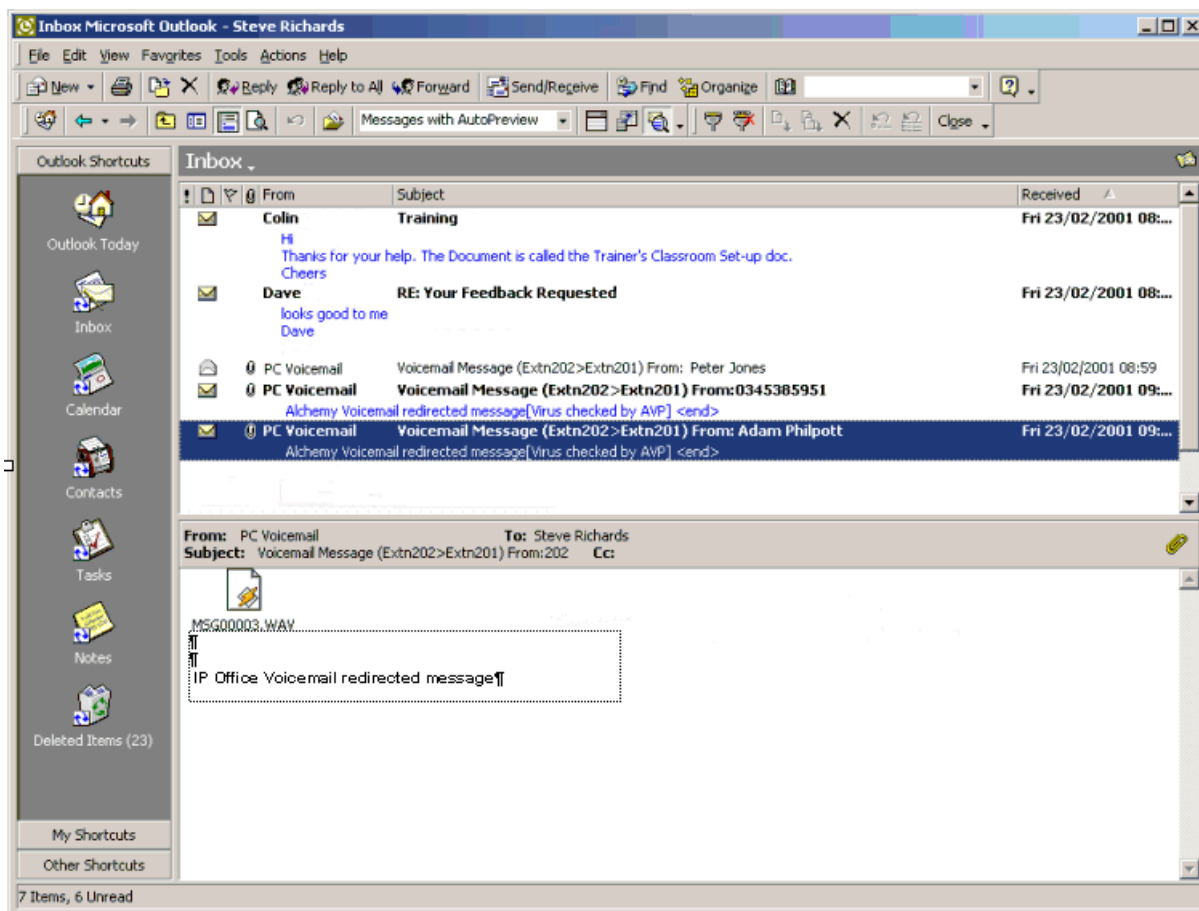 Inbox Microsoft Outlook - Steve Richards
File Edit View Favorites Tools Actions Help
New Reply Reply to All Forward Send/Receive Find Organize
Messages with AutoPreview Close
Outlook Shortcuts
Inbox
! From Subject Received
Outlook Today
Inbox
Calendar
Contacts
Tasks
Notes
Deleted Items (23)
My Shortcuts
Other Shortcuts
Colin Training Fri 23/02/2001 08:...
Hi
Thanks for your help. The Document is called the Trainer's Classroom Set-up doc.
Cheers
Dave RE: Your Feedback Requested Fri 23/02/2001 08:...
looks good to me
Dave
PC Voicemail Voicemail Message (Extn202>Extn201) From: Peter Jones Fri 23/02/2001 08:59
PC Voicemail Voicemail Message (Extn202>Extn201) From:0345385951 Fri 23/02/2001 09:...
Alchemy Voicemail redirected message[Virus checked by AVP] <end>
PC Voicemail Voicemail Message (Extn202>Extn201) From: Adam Philpott Fri 23/02/2001 09:...
Alchemy Voicemail redirected message[Virus checked by AVP] <end>
From: PC Voicemail To: Steve Richards
Subject: Voicemail Message (Extn202>Extn201) From:202 Cc:
MSG00003.WAV
¶
¶
IP Office Voicemail redirected message¶
7 Items, 6 Unread